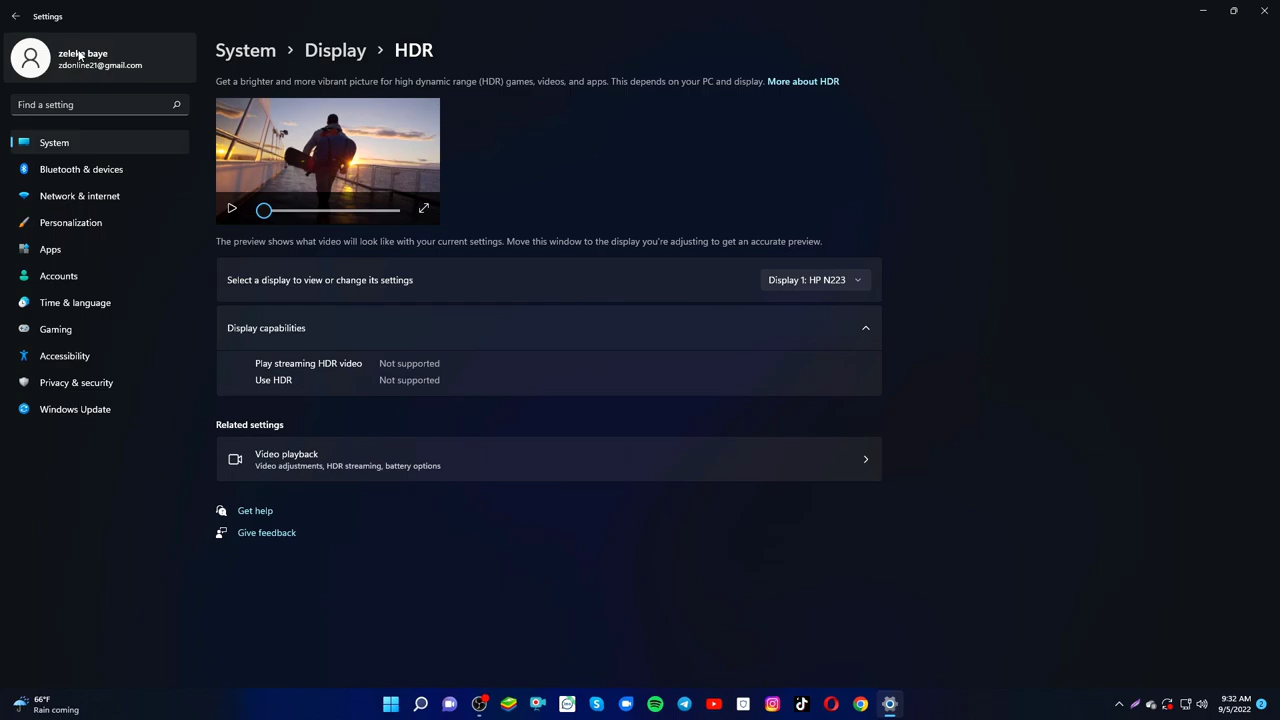 Settings
zeleke baye
zdonline21@gmail.com
Find a setting
System
Bluetooth & devices
Network & internet
Personalization
Apps
Accounts
Time & language
Gaming
Accessibility
Privacy & security
Windows Update
System > Display > HDR
Get a brighter and more vibrant picture for high dynamic range (HDR) games, videos, and apps. This depends on your PC and display. More about HDR
The preview shows what video will look like with your current settings. Move this window to the display you're adjusting to get an accurate preview.
Select a display to view or change its settings
Display 1: HP N223
Display capabilities
Play streaming HDR video Not supported
Use HDR Not supported
Related settings
Video playback
Video adjustments, HDR streaming, battery options
Get help
Give feedback
66°F
Rain coming
9:32 AM
9/5/2022
2